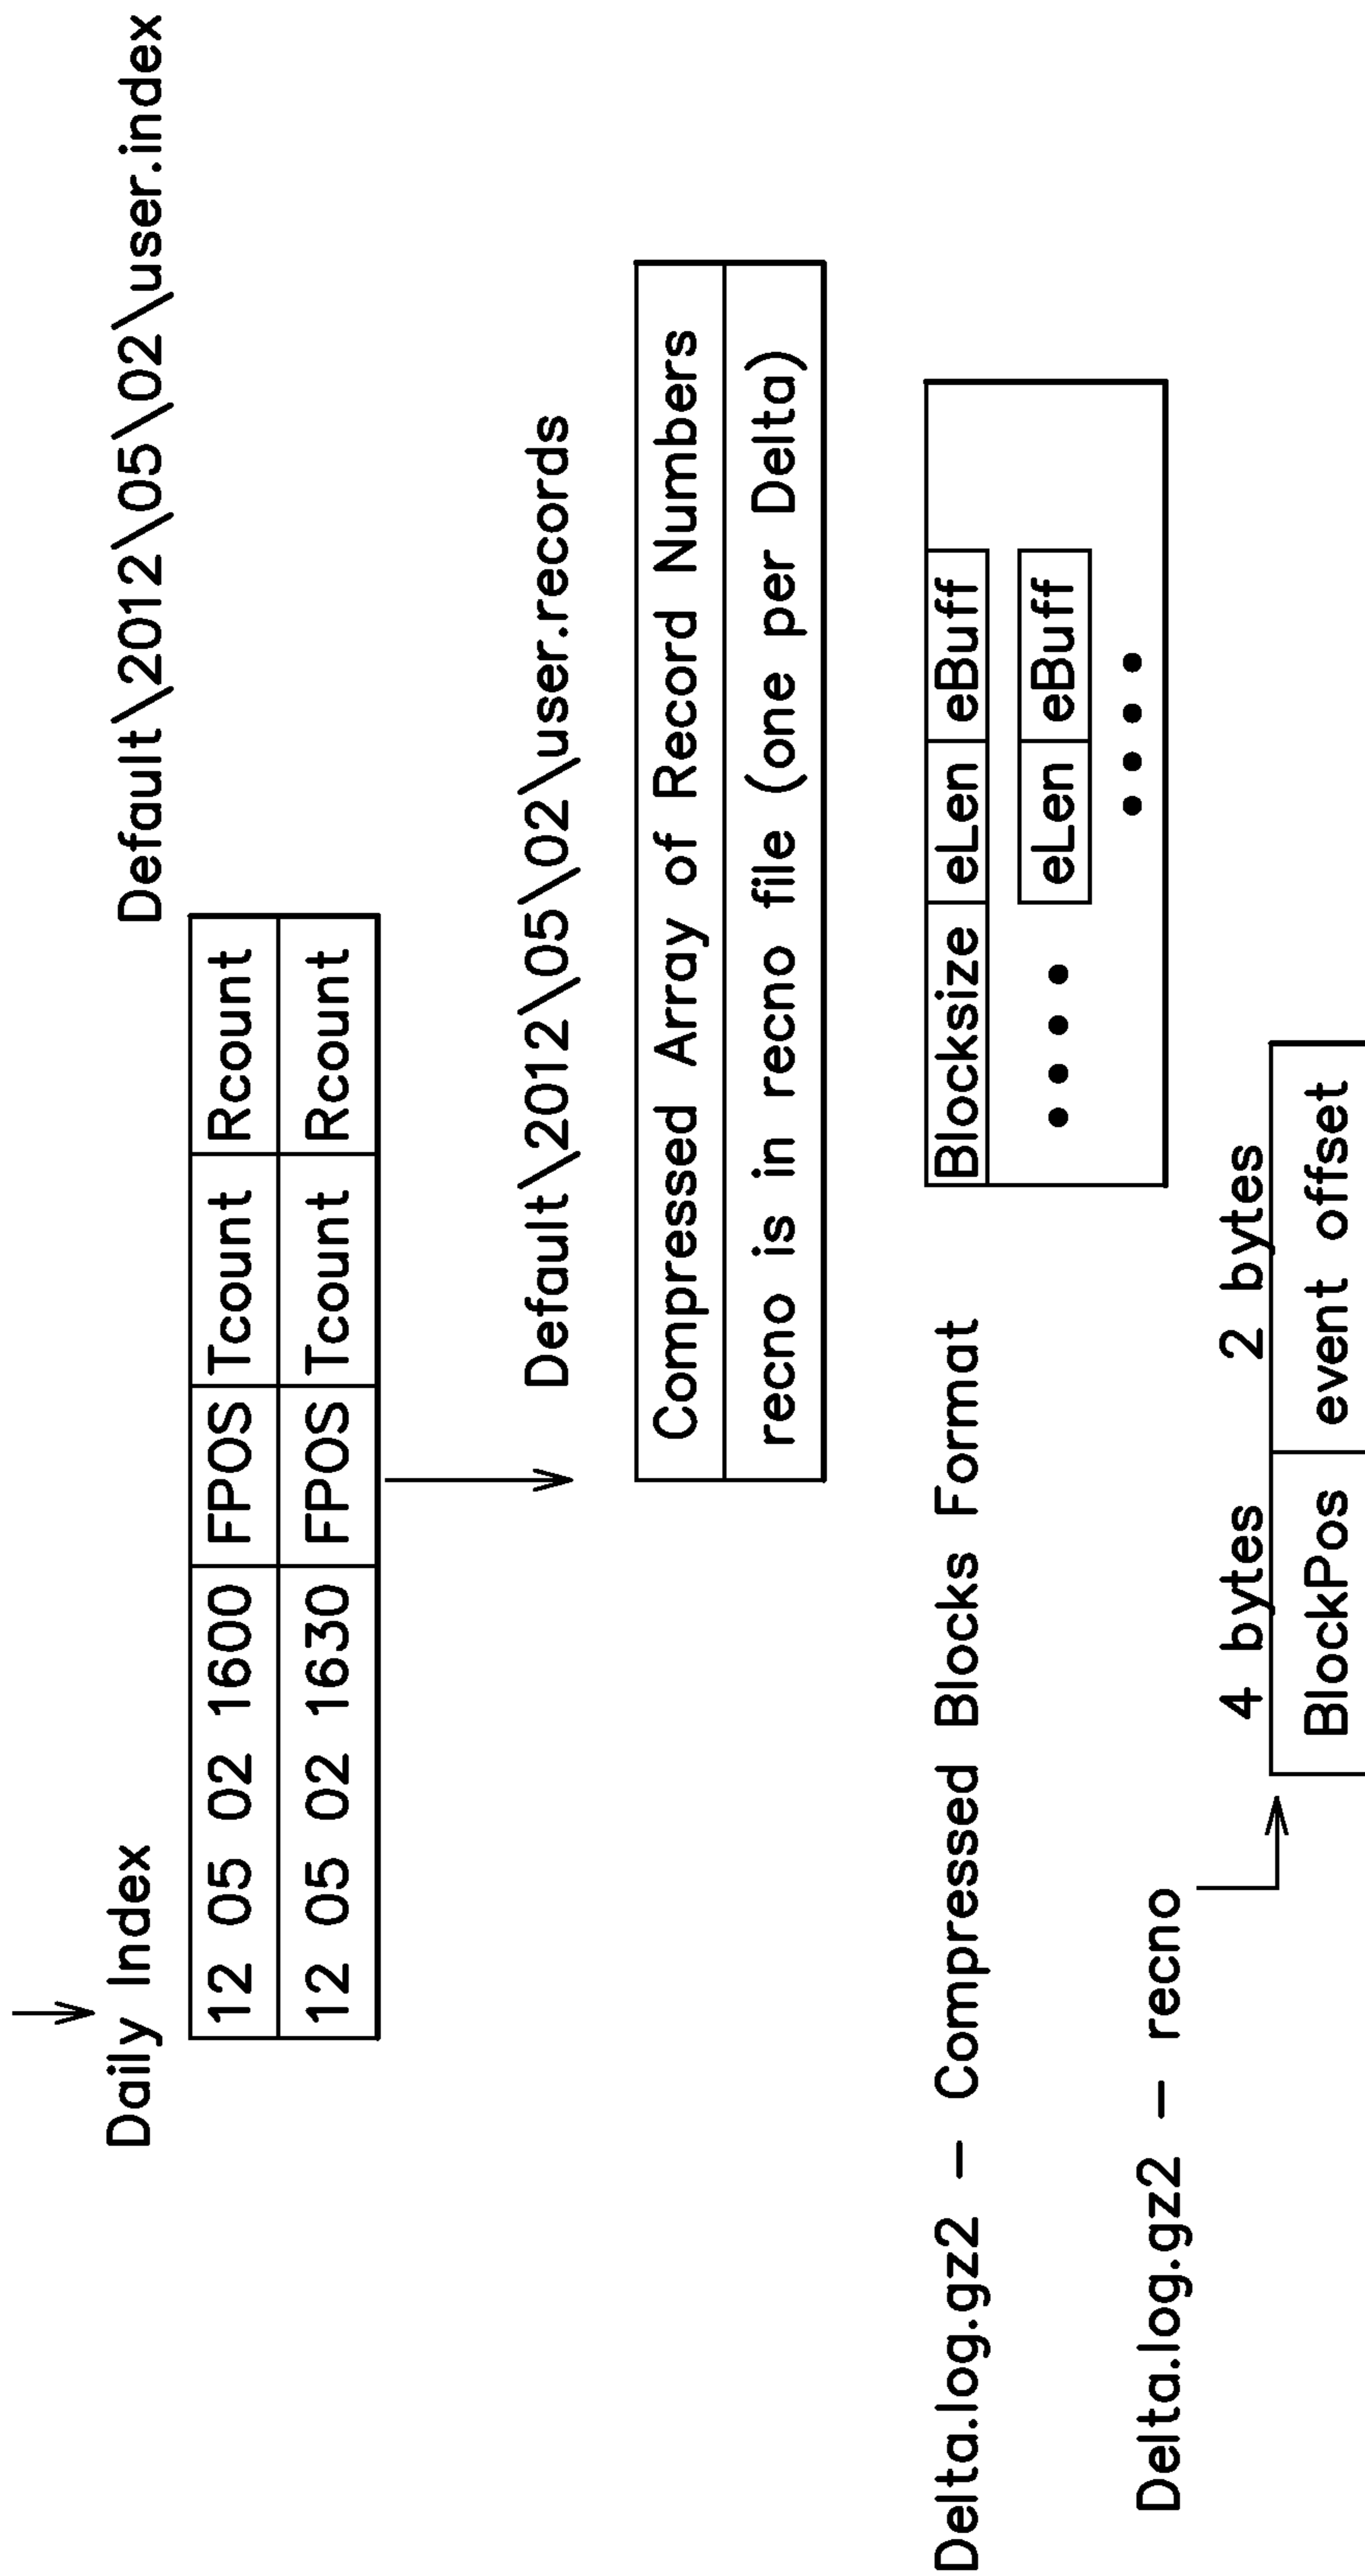 Daily Index
Default\2012\05\02\user.index
12 05 02 1600 FPOS Tcount Rcount
12 05 02 1630 FPOS Tcount Rcount
Default\2012\05\02\user.records
Compressed Array of Record Numbers
recno is in recno file (one per Delta)
Delta.log.gz2 – Compressed Blocks Format
Blocksize eLen eBuff
• • • • eLen eBuff
• • • •
Delta.log.gz2 – recno
4 bytes 2 bytes
BlockPos event offset